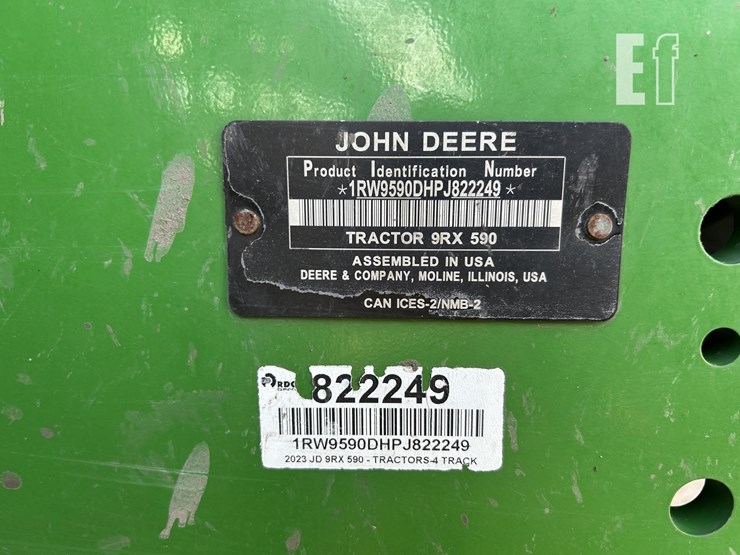 Ef
JOHN DEERE
Product Identification Number
*1RW9590DHPJ822249*
TRACTOR 9RX 590
ASSEMBLED IN USA
DEERE & COMPANY, MOLINE, ILLINOIS, USA
CAN ICES-2/NMB-2
822249
1RW9590DHPJ822249
2023 JD 9RX 590 - TRACTORS-4 TRACK